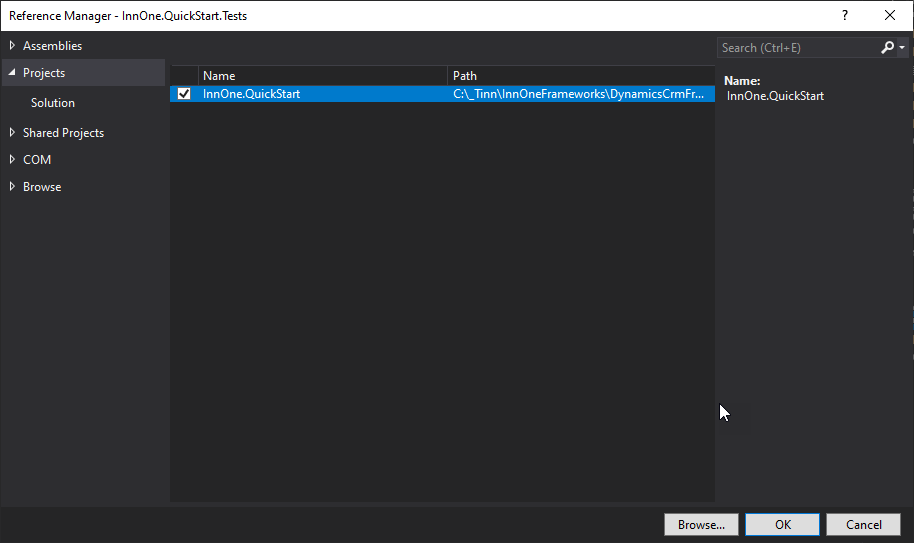 Reference Manager - InnOne.QuickStart.Tests
?
Assemblies
Search (Ctrl+E)
Projects
Name Path
Name:
Solution
InnOne.QuickStart C:\_Tinn\InnOneFrameworks\DynamicsCrmFr...
InnOne.QuickStart
Shared Projects
COM
Browse
Browse... OK Cancel